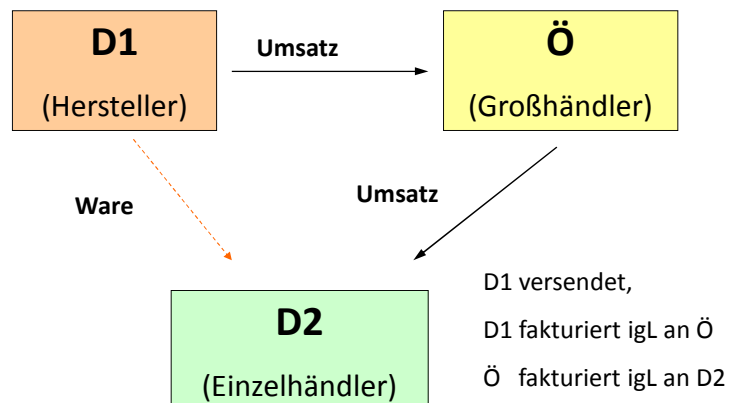 D1
(Hersteller)
Umsatz
Ö
(Großhändler)
Ware
Umsatz
D2
(Einzelhändler)
D1 versendet,
D1 fakturiert igL an Ö
Ö fakturiert igL an D2